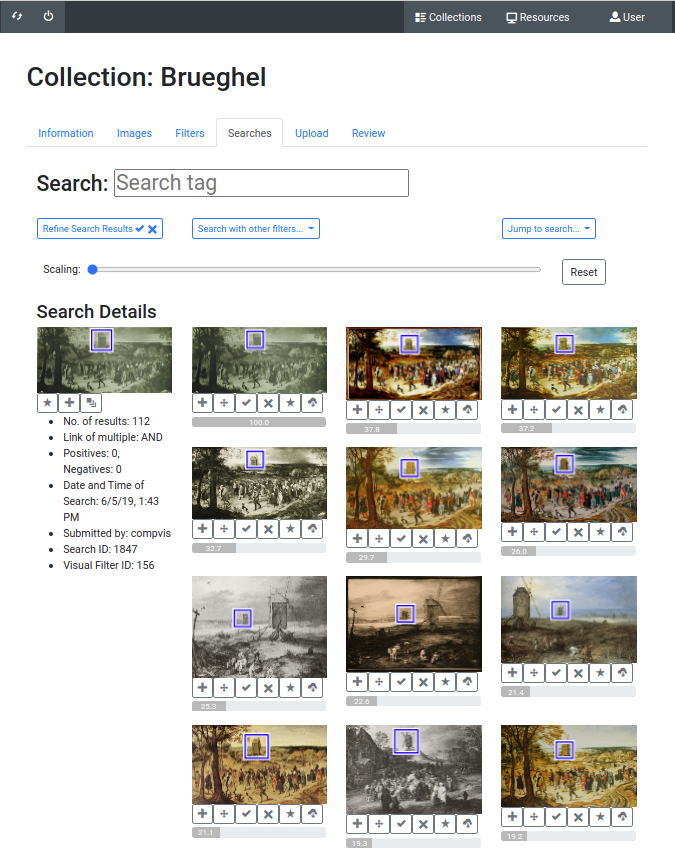 Collections Resources User
Collection: Brueghel
Information Images Filters Searches Upload Review
Search: Search tag
Refine Search Results Search with other filters... Jump to search...
Scaling: Reset
Search Details
No. of results: 112
Link of multiple: AND
Positives: 0,
Negatives: 0
Date and Time of
Search: 6/5/19, 1:43
PM
Submitted by: compvis
Search ID: 1847
Visual Filter ID: 156
100.0 37.8 37.2
32.7 29.7 26.0
25.3 22.6 21.4
21.1 19.3 19.2